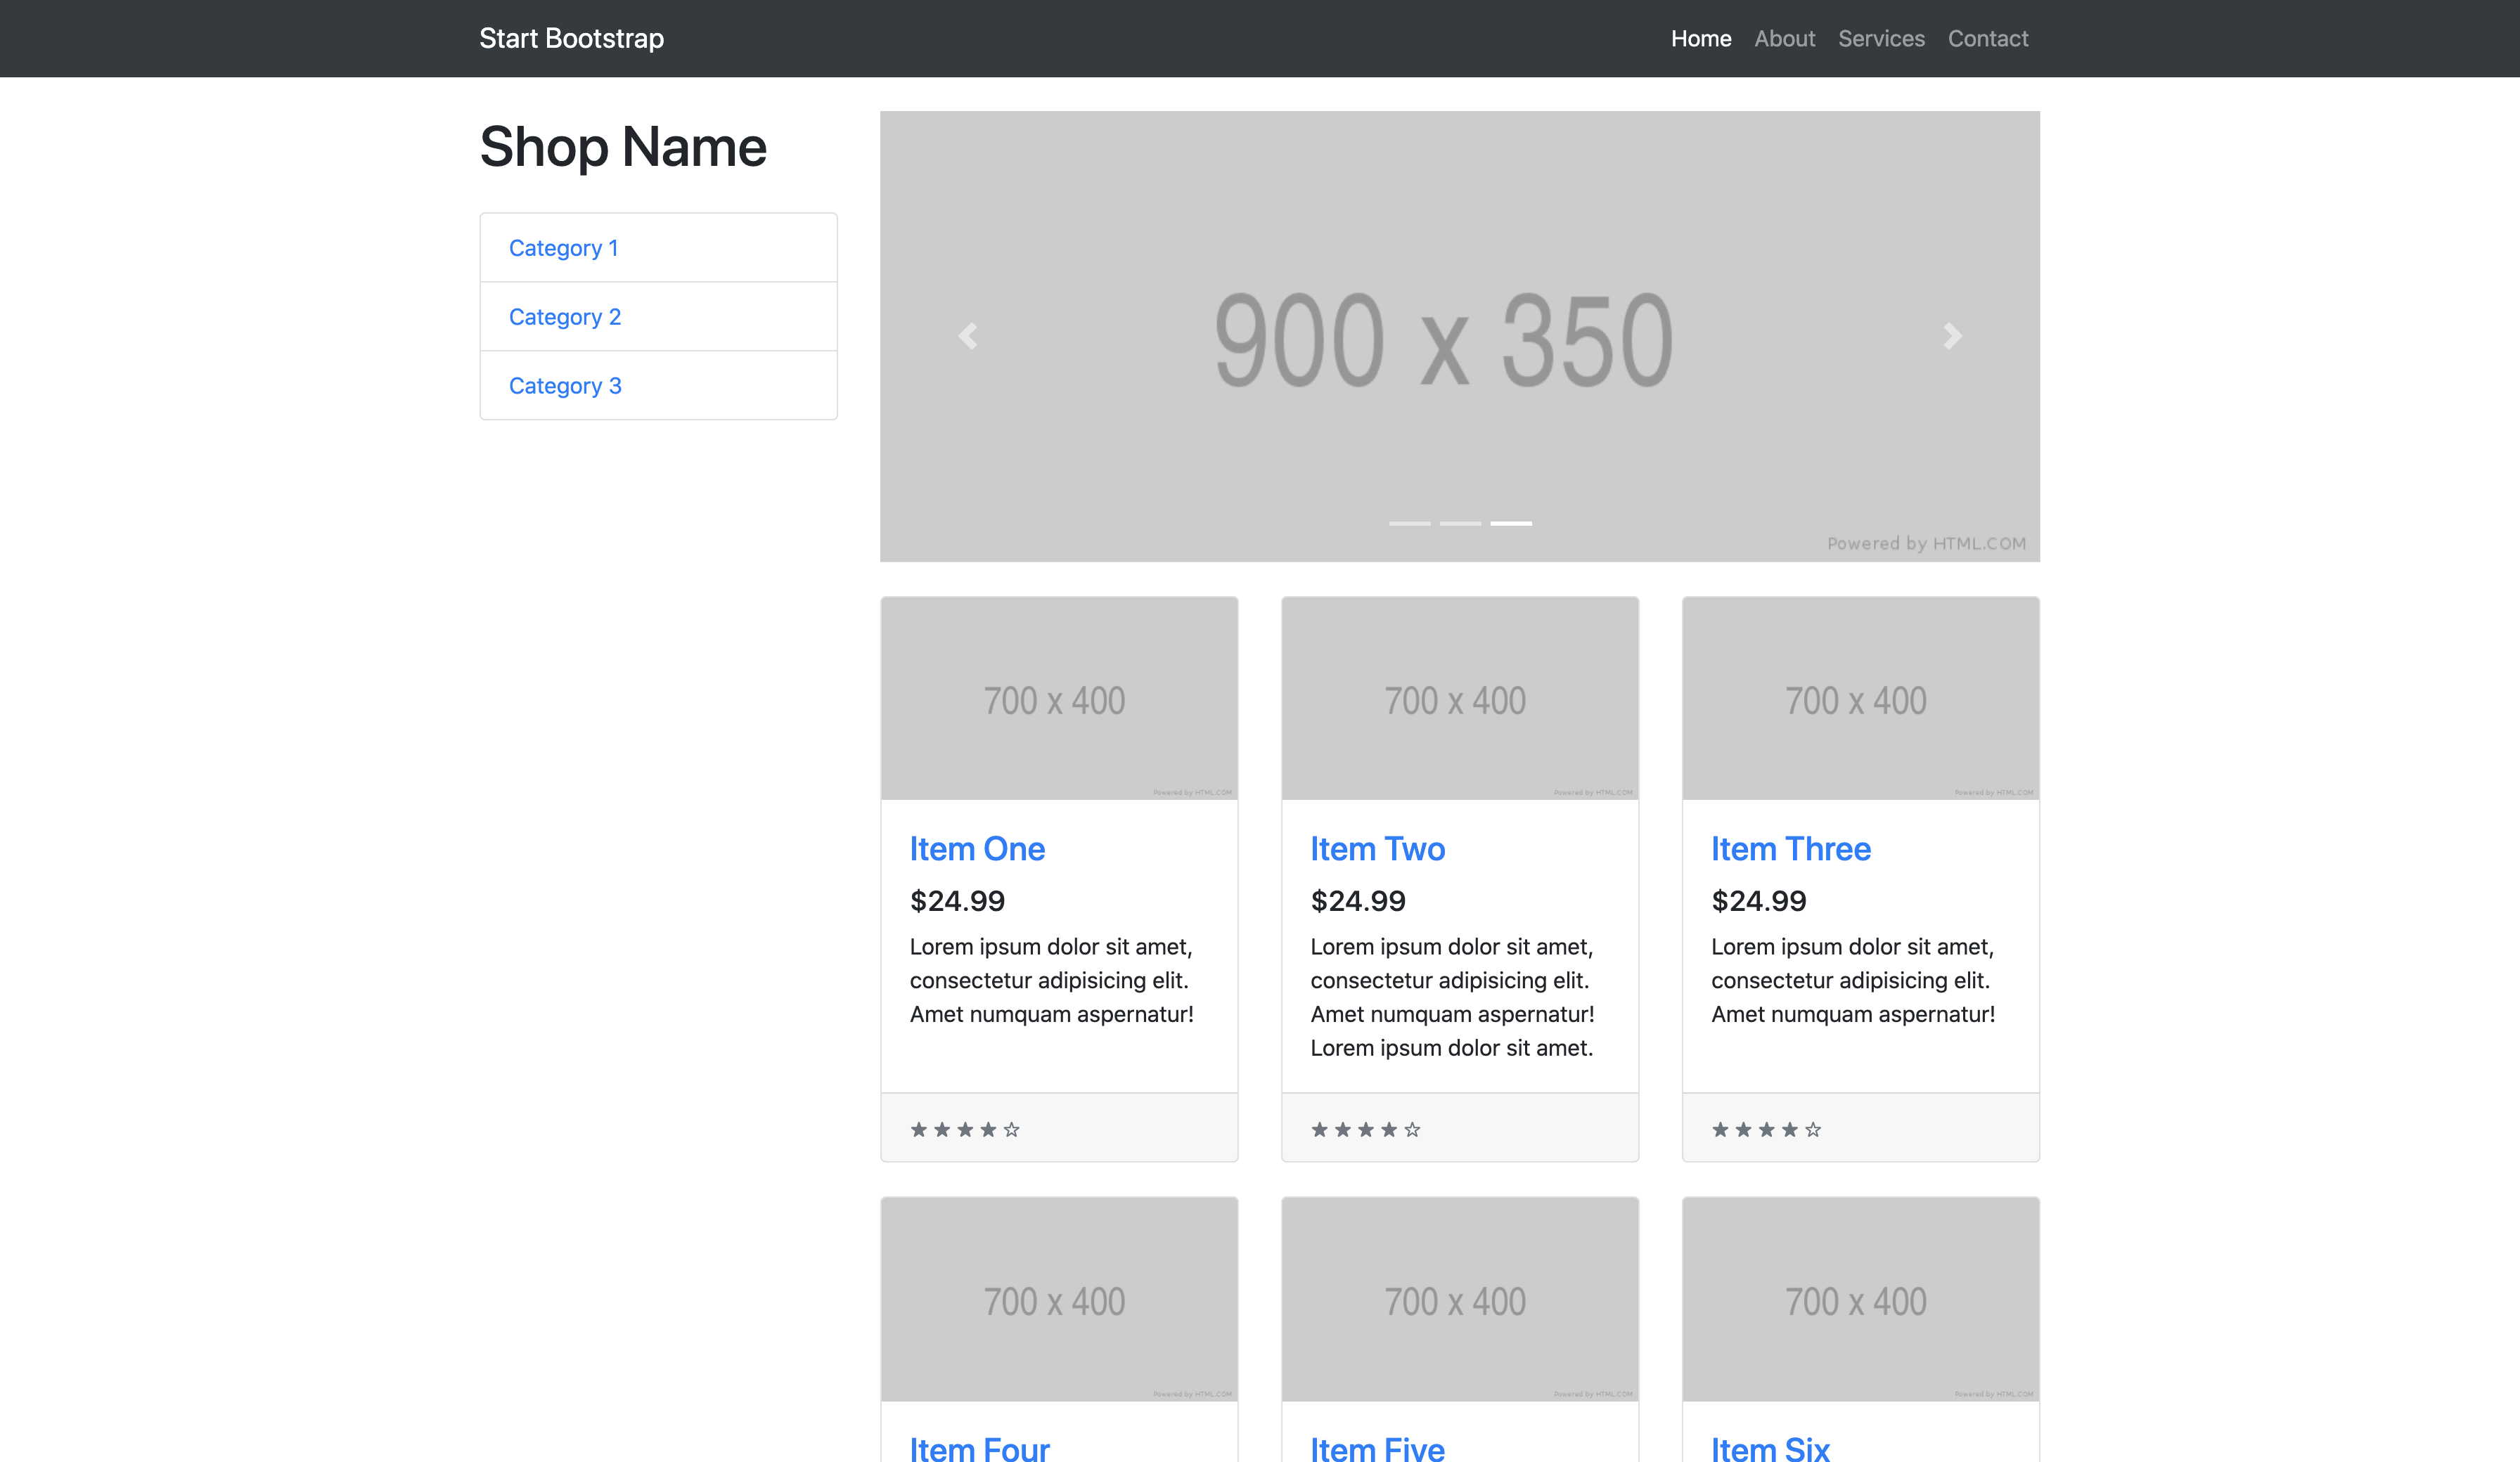 Start Bootstrap
Home About Services Contact
Shop Name
Category 1
Category 2
Category 3
900 x 350
Powered by HTML.COM
700 x 400
Powered by HTML.COM
Item One
$24.99
Lorem ipsum dolor sit amet,
consectetur adipisicing elit.
Amet numquam aspernatur!
★ ★ ★ ★ ☆
700 x 400
Powered by HTML.COM
Item Two
$24.99
Lorem ipsum dolor sit amet,
consectetur adipisicing elit.
Amet numquam aspernatur!
Lorem ipsum dolor sit amet.
★ ★ ★ ★ ☆
700 x 400
Powered by HTML.COM
Item Three
$24.99
Lorem ipsum dolor sit amet,
consectetur adipisicing elit.
Amet numquam aspernatur!
★ ★ ★ ★ ☆
700 x 400
Powered by HTML.COM
Item Four
700 x 400
Powered by HTML.COM
Item Five
700 x 400
Powered by HTML.COM
Item Six